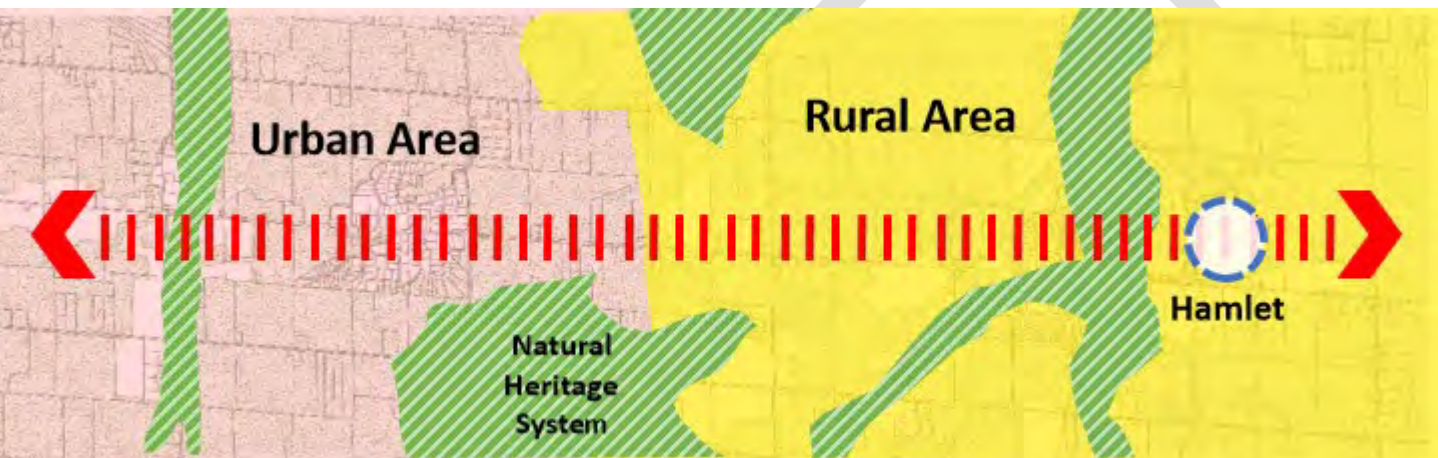 Urban Area
Rural Area
Hamlet
Natural
Heritage
System